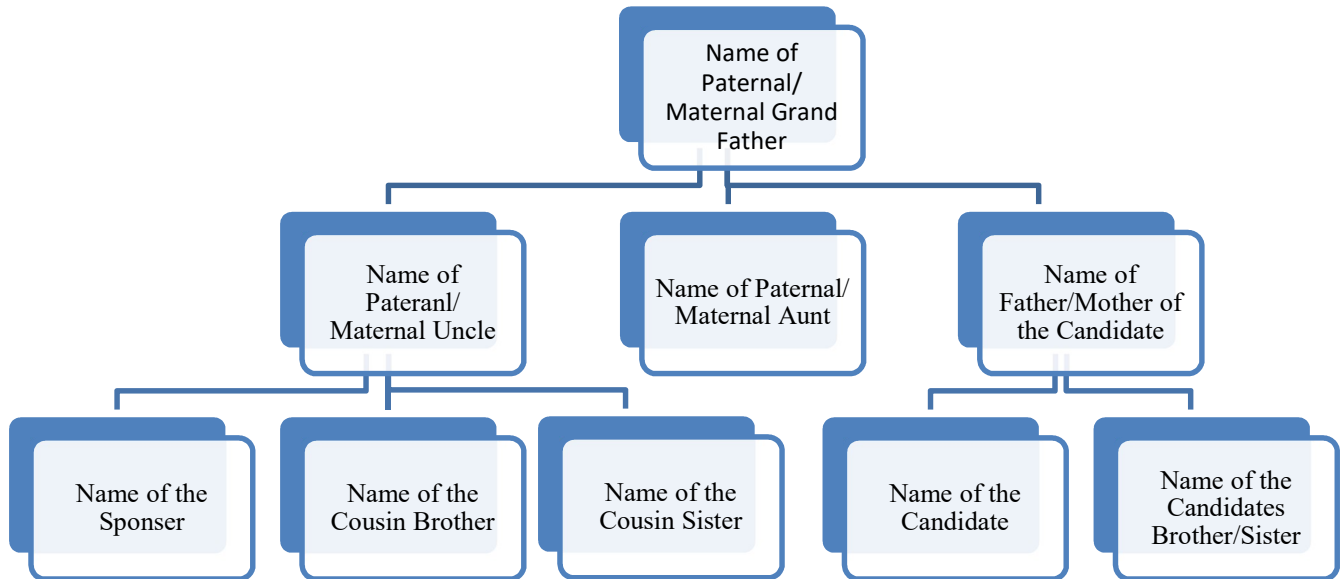 Name of
Paternal/
Maternal Grand
Father
Name of
Pateranl/
Maternal Uncle
Name of Paternal/
Maternal Aunt
Name of
Father/Mother of
the Candidate
Name of the
Sponser
Name of the
Cousin Brother
Name of the
Cousin Sister
Name of the
Candidate
Name of the
Candidates
Brother/Sister